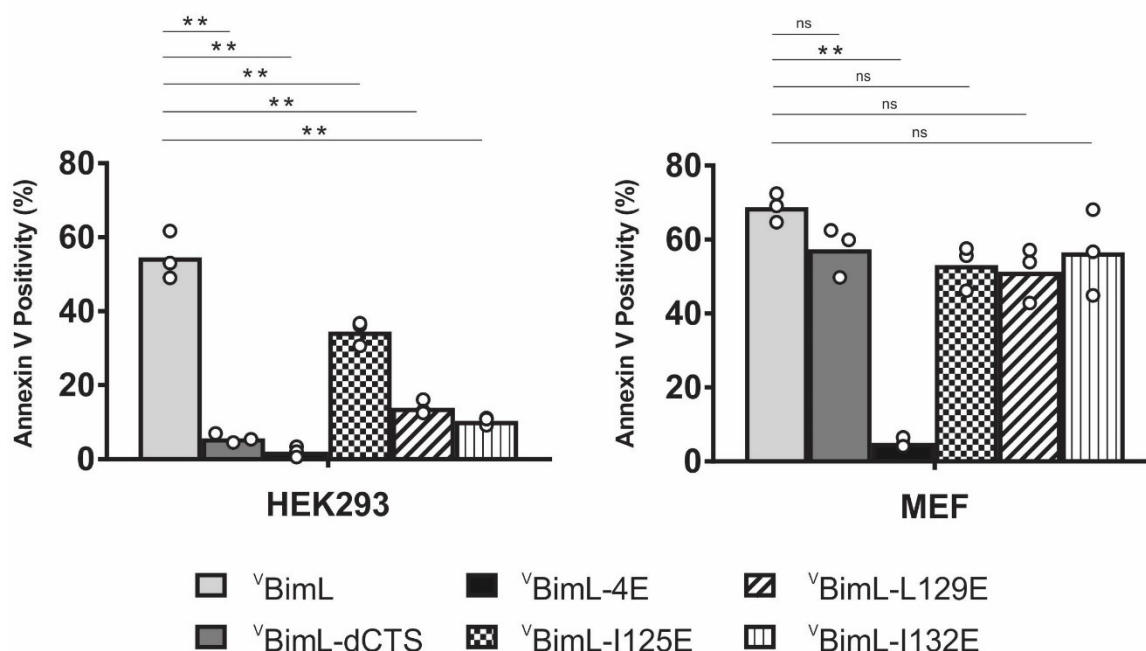 **
**
**
**
**
80
60
40
20
0
Annexin V Positivity (%)
HEK293
ns
**
ns
ns
ns
80
60
40
20
0
Annexin V Positivity (%)
MEF
VBimL
VBimL-4E
VBimL-L129E
VBimL-dCTS
VBimL-I125E
VBimL-I132E